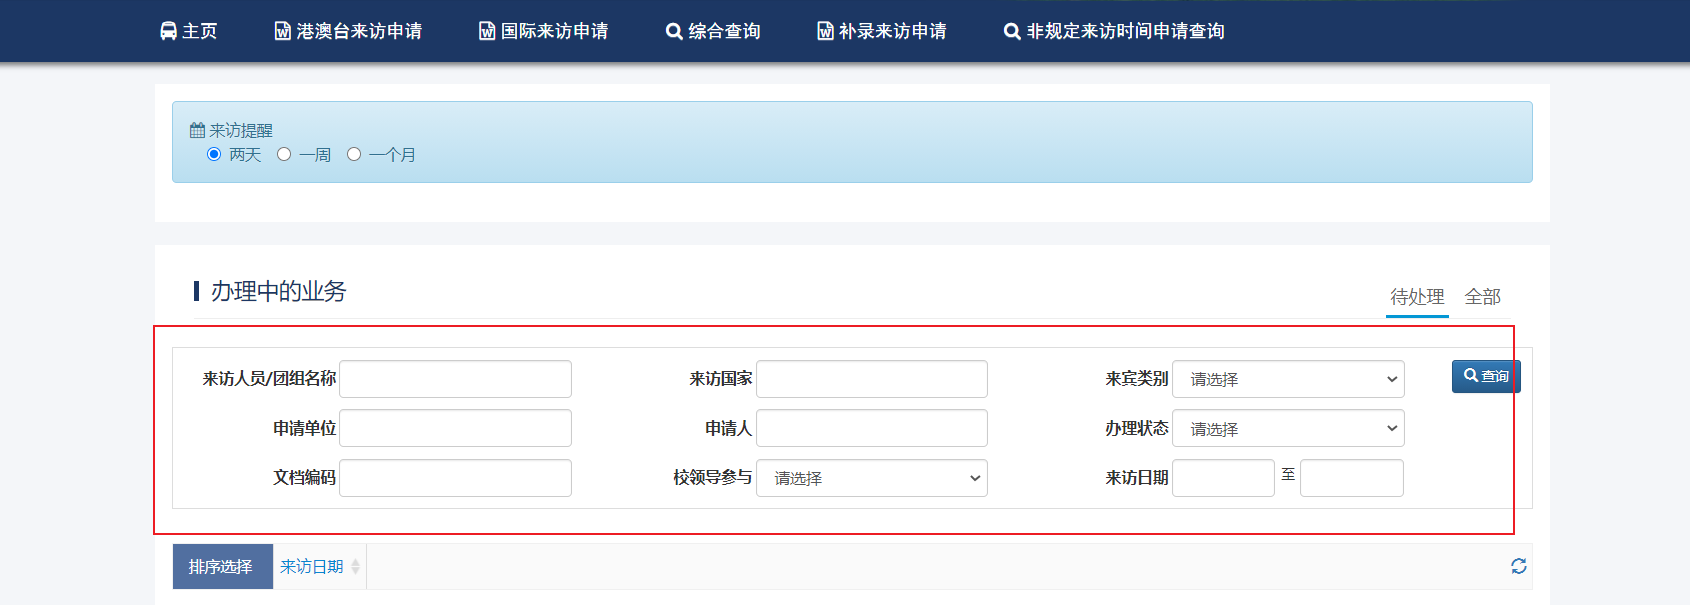 主页 港澳台来访申请 国际来访申请 综合查询 补录来访申请 非规定来访时间申请查询
来访提醒
两天 一周 一个月
办理中的业务
待处理 全部
来访人员/团组名称 来访国家 来宾类别 请选择 查询
申请单位 申请人 办理状态 请选择
文档编码 校领导参与 请选择 来访日期 至
排序选择 来访日期